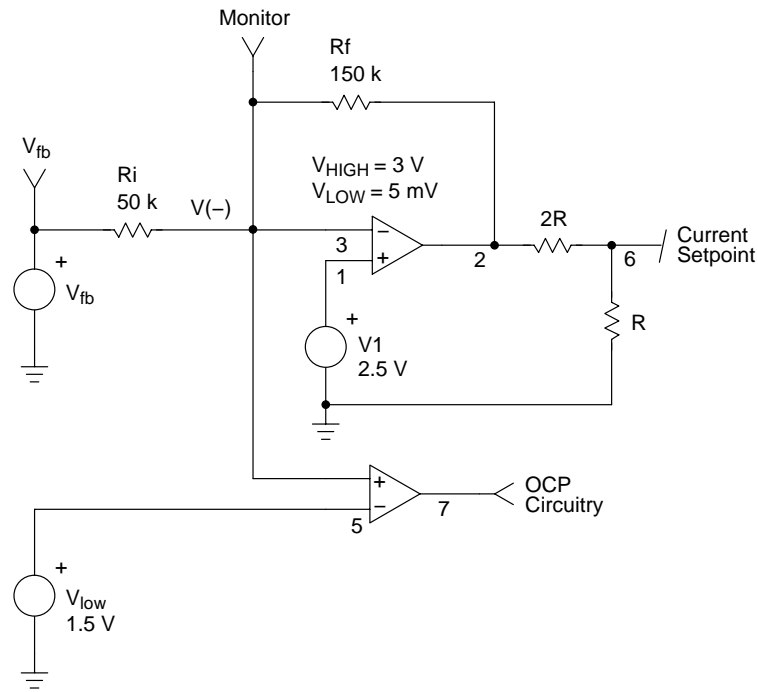 Monitor
Rf
150 k
Vfb
Ri
50 k
V(–)
VHIGH = 3 V
VLOW = 5 mV
–
3
+
1
2
2R
6
Current
Setpoint
+
Vfb
+
V1
2.5 V
R
+
–
5
7
OCP
Circuitry
+
Vlow
1.5 V